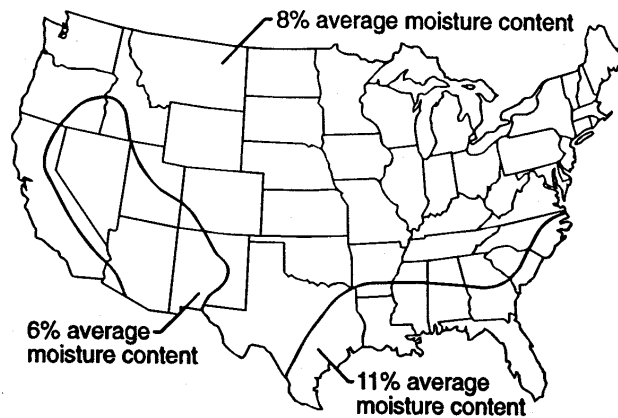 8% average moisture content
6% average
moisture content
11% average
moisture content